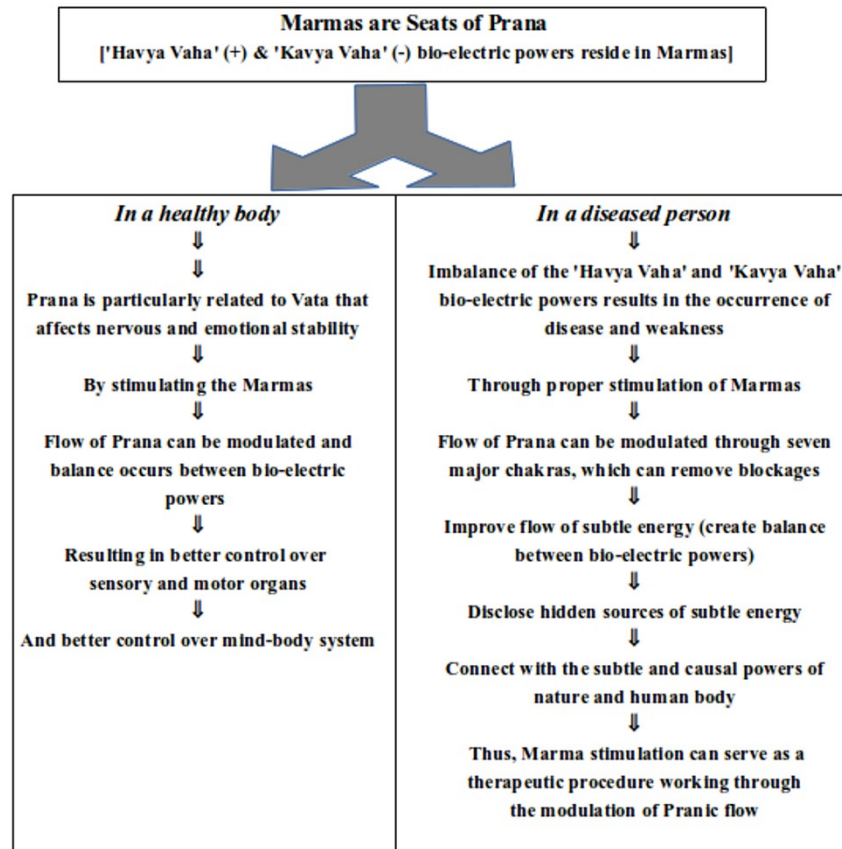 Marmas are Seats of Prana
['Havya Vaha' (+) & 'Kavya Vaha' (-) bio-electric powers reside in Marmas]
In a healthy body
⇓
⇓
Prana is particularly related to Vata that
affects nervous and emotional stability
⇓
By stimulating the Marmas
⇓
Flow of Prana can be modulated and
balance occurs between bio-electric
powers
⇓
Resulting in better control over
sensory and motor organs
⇓
And better control over mind-body system
In a diseased person
⇓
Imbalance of the 'Havya Vaha' and 'Kavya Vaha'
bio-electric powers results in the occurrence of
disease and weakness
⇓
Through proper stimulation of Marmas
⇓
Flow of Prana can be modulated through seven
major chakras, which can remove blockages
⇓
Improve flow of subtle energy (create balance
between bio-electric powers)
⇓
Disclose hidden sources of subtle energy
⇓
Connect with the subtle and causal powers of
nature and human body
⇓
Thus, Marma stimulation can serve as a
therapeutic procedure working through
the modulation of Pranic flow